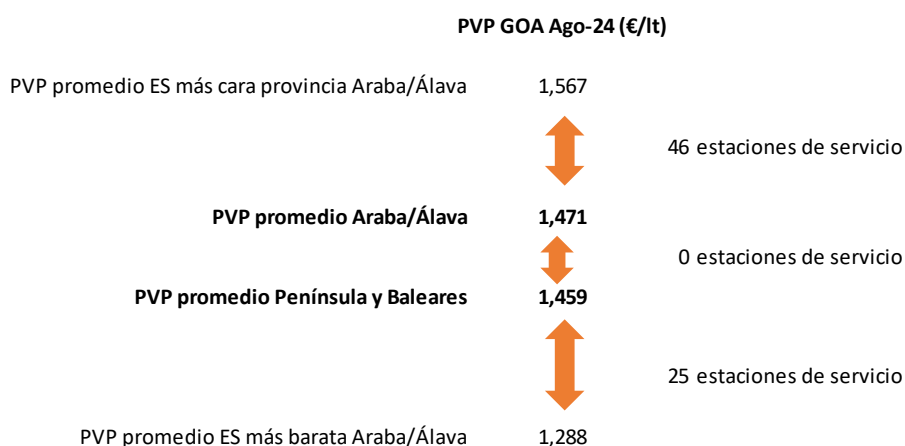 PVP GOA Ago-24 (€/lt)
PVP promedio ES más cara provincia Araba/Álava 1,567
46 estaciones de servicio
PVP promedio Araba/Álava 1,471
0 estaciones de servicio
PVP promedio Península y Baleares 1,459
25 estaciones de servicio
PVP promedio ES más barata Araba/Álava 1,288